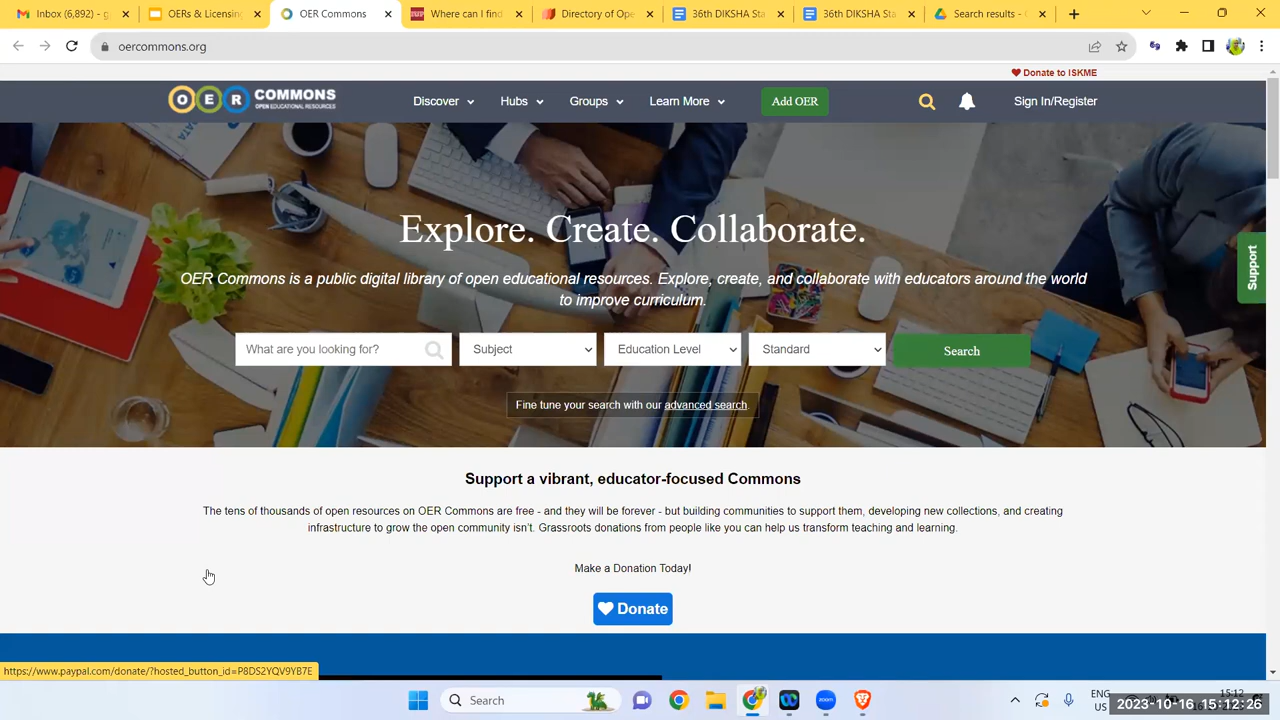 Inbox (6,892) - g
OERs & Licensing
OER Commons
Where can I find
Directory of Ope
36th DIKSHA Sta
36th DIKSHA Sta
Search results -
oercommons.org
Donate to ISKME
OER COMMONS
OPEN EDUCATIONAL RESOURCES
Discover
Hubs
Groups
Learn More
Add OER
Sign In/Register
Explore. Create. Collaborate.
OER Commons is a public digital library of open educational resources. Explore, create, and collaborate with educators around the world
to improve curriculum.
Support
What are you looking for?
Subject
Education Level
Standard
Search
Fine tune your search with our advanced search.
Support a vibrant, educator-focused Commons
The tens of thousands of open resources on OER Commons are free - and they will be forever - but building communities to support them, developing new collections, and creating
infrastructure to grow the open community isn't. Grassroots donations from people like you can help us transform teaching and learning.
Make a Donation Today!
Donate
https://www.paypal.com/donate/?hosted_button_id=P8DS2YQV9YB7E
Search
ENG
US
15:12
2023-10-16 15:12:26